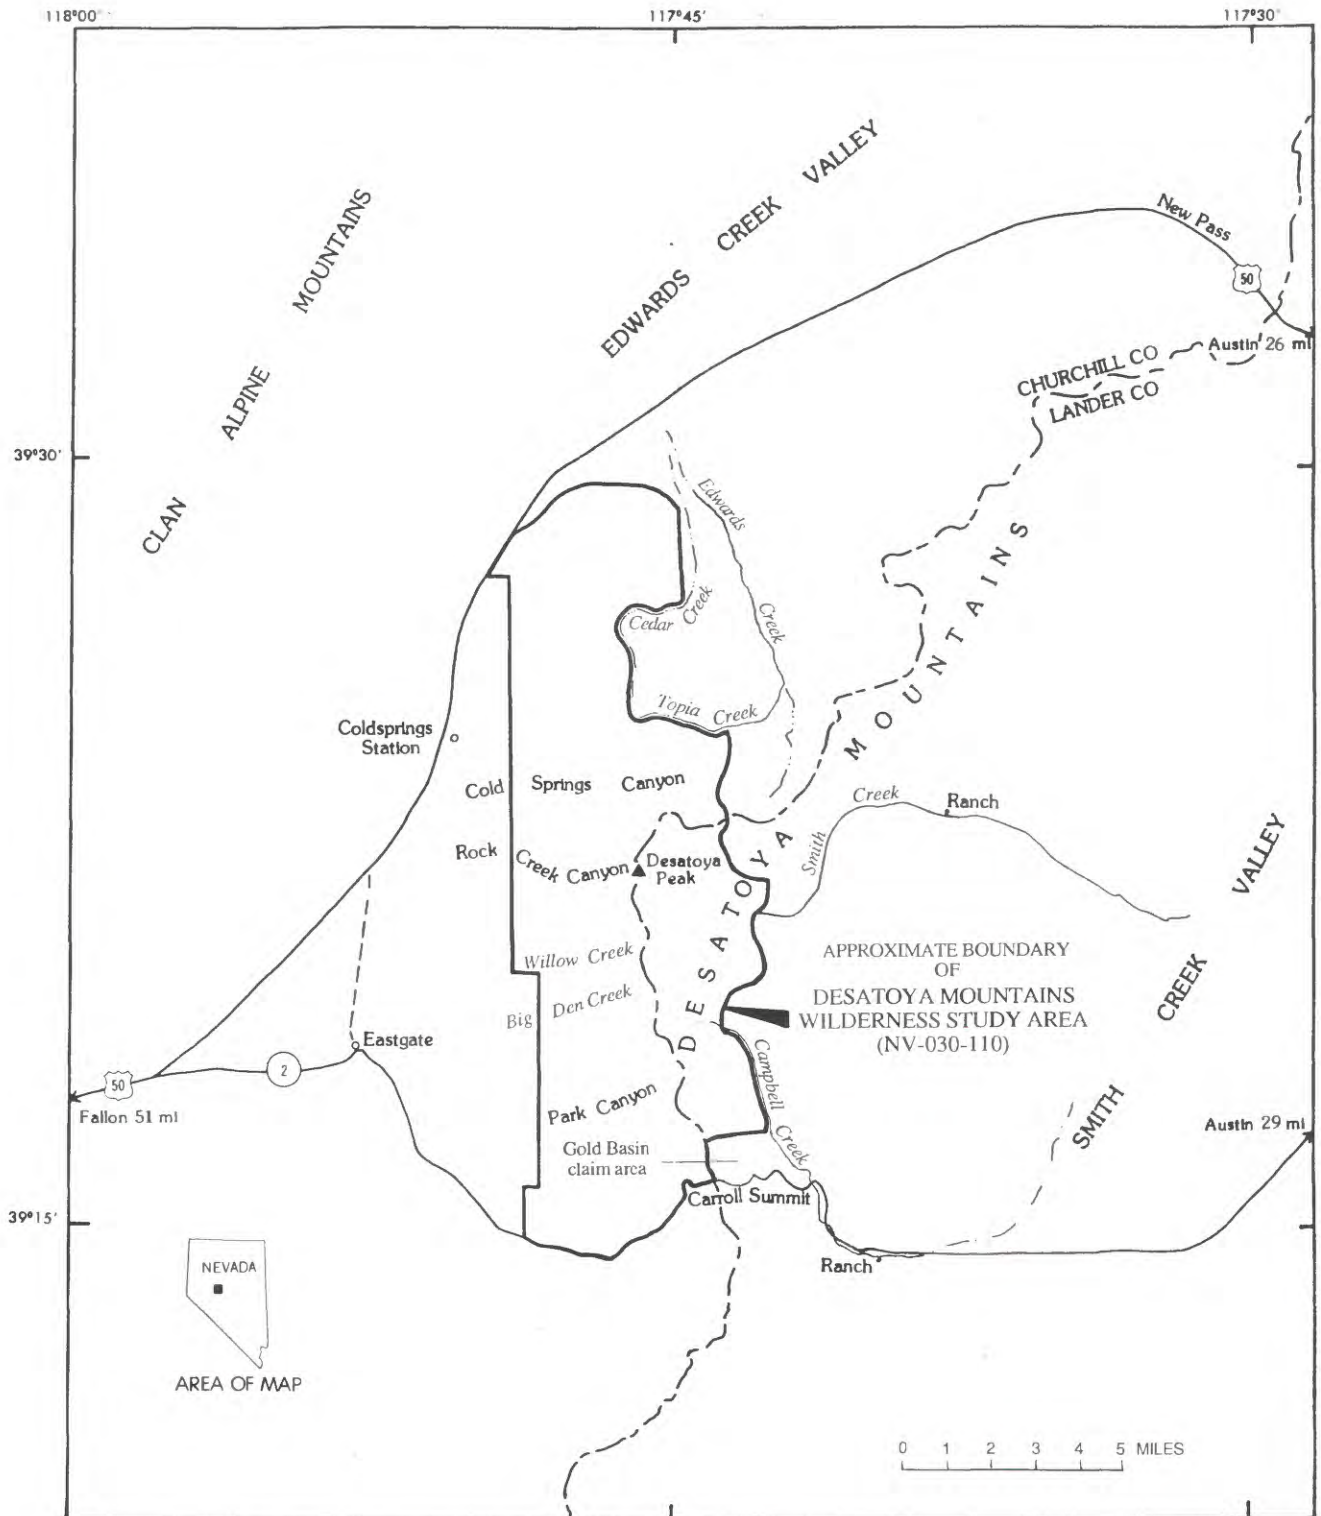 118°00'
117°45'
117°30'
CLAN ALPINE MOUNTAINS
EDWARDS CREEK VALLEY
New Pass
50
Austin 26 mi
CHURCHILL CO
LANDER CO
39°30'
Edwards Creek
Cedar Creek
Topia Creek
DESATOYA MOUNTAINS
Coldsprings
Station
Cold Springs Canyon
Rock Creek Canyon
Desatoya
Peak
Smith Creek
Ranch
SMITH CREEK VALLEY
Willow Creek
Big Den Creek
APPROXIMATE BOUNDARY
OF
DESATOYA MOUNTAINS
WILDERNESS STUDY AREA
(NV-030-110)
Eastgate
2
50
Fallon 51 mi
Park Canyon
Campbell Creek
Gold Basin
claim area
Austin 29 mi
Carroll Summit
39°15'
Ranch
NEVADA
AREA OF MAP
0 1 2 3 4 5 MILES